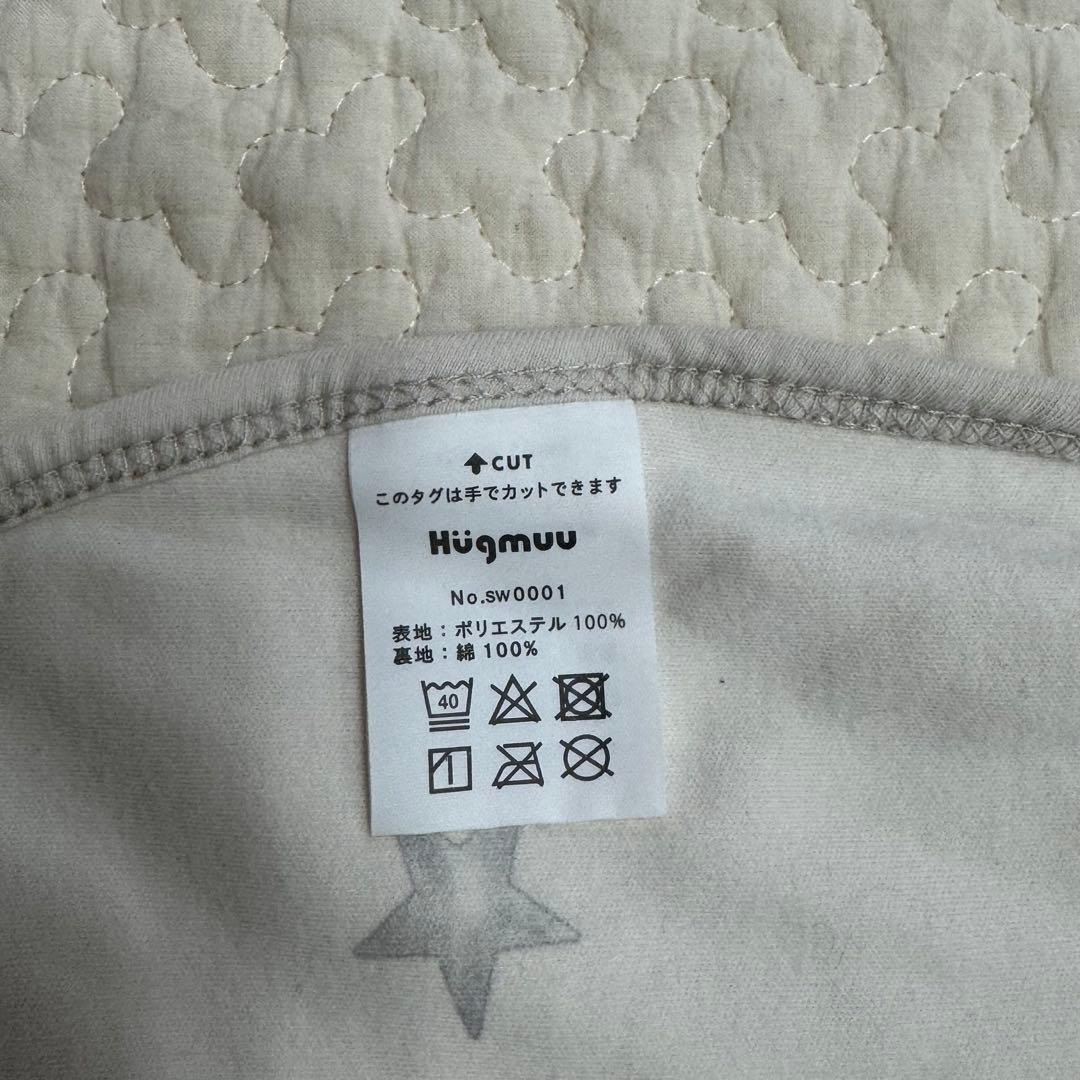 CUT
このタグは手でカットできます
Hügmuu
No.sw0001
表地：ポリエステル 100%
裏地：綿 100%
40